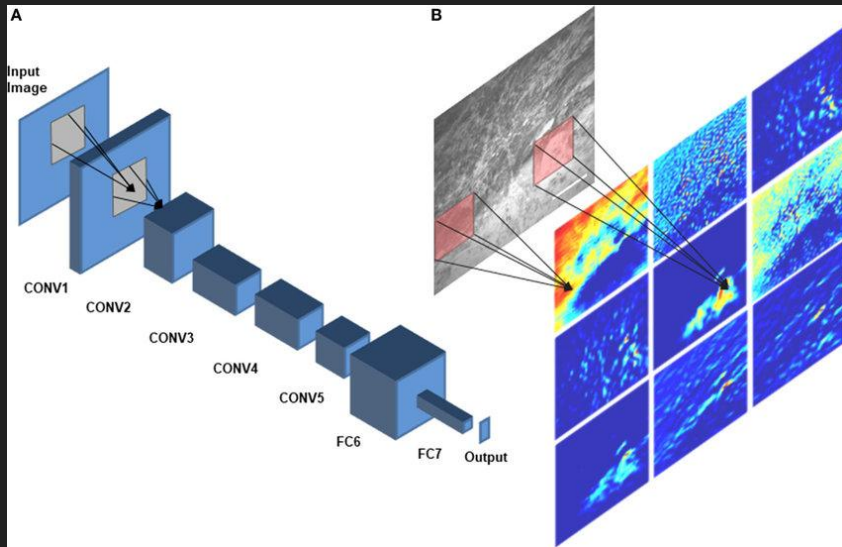 A
B
Input
Image
CONV1
CONV2
CONV3
CONV4
CONV5
FC6
FC7
Output